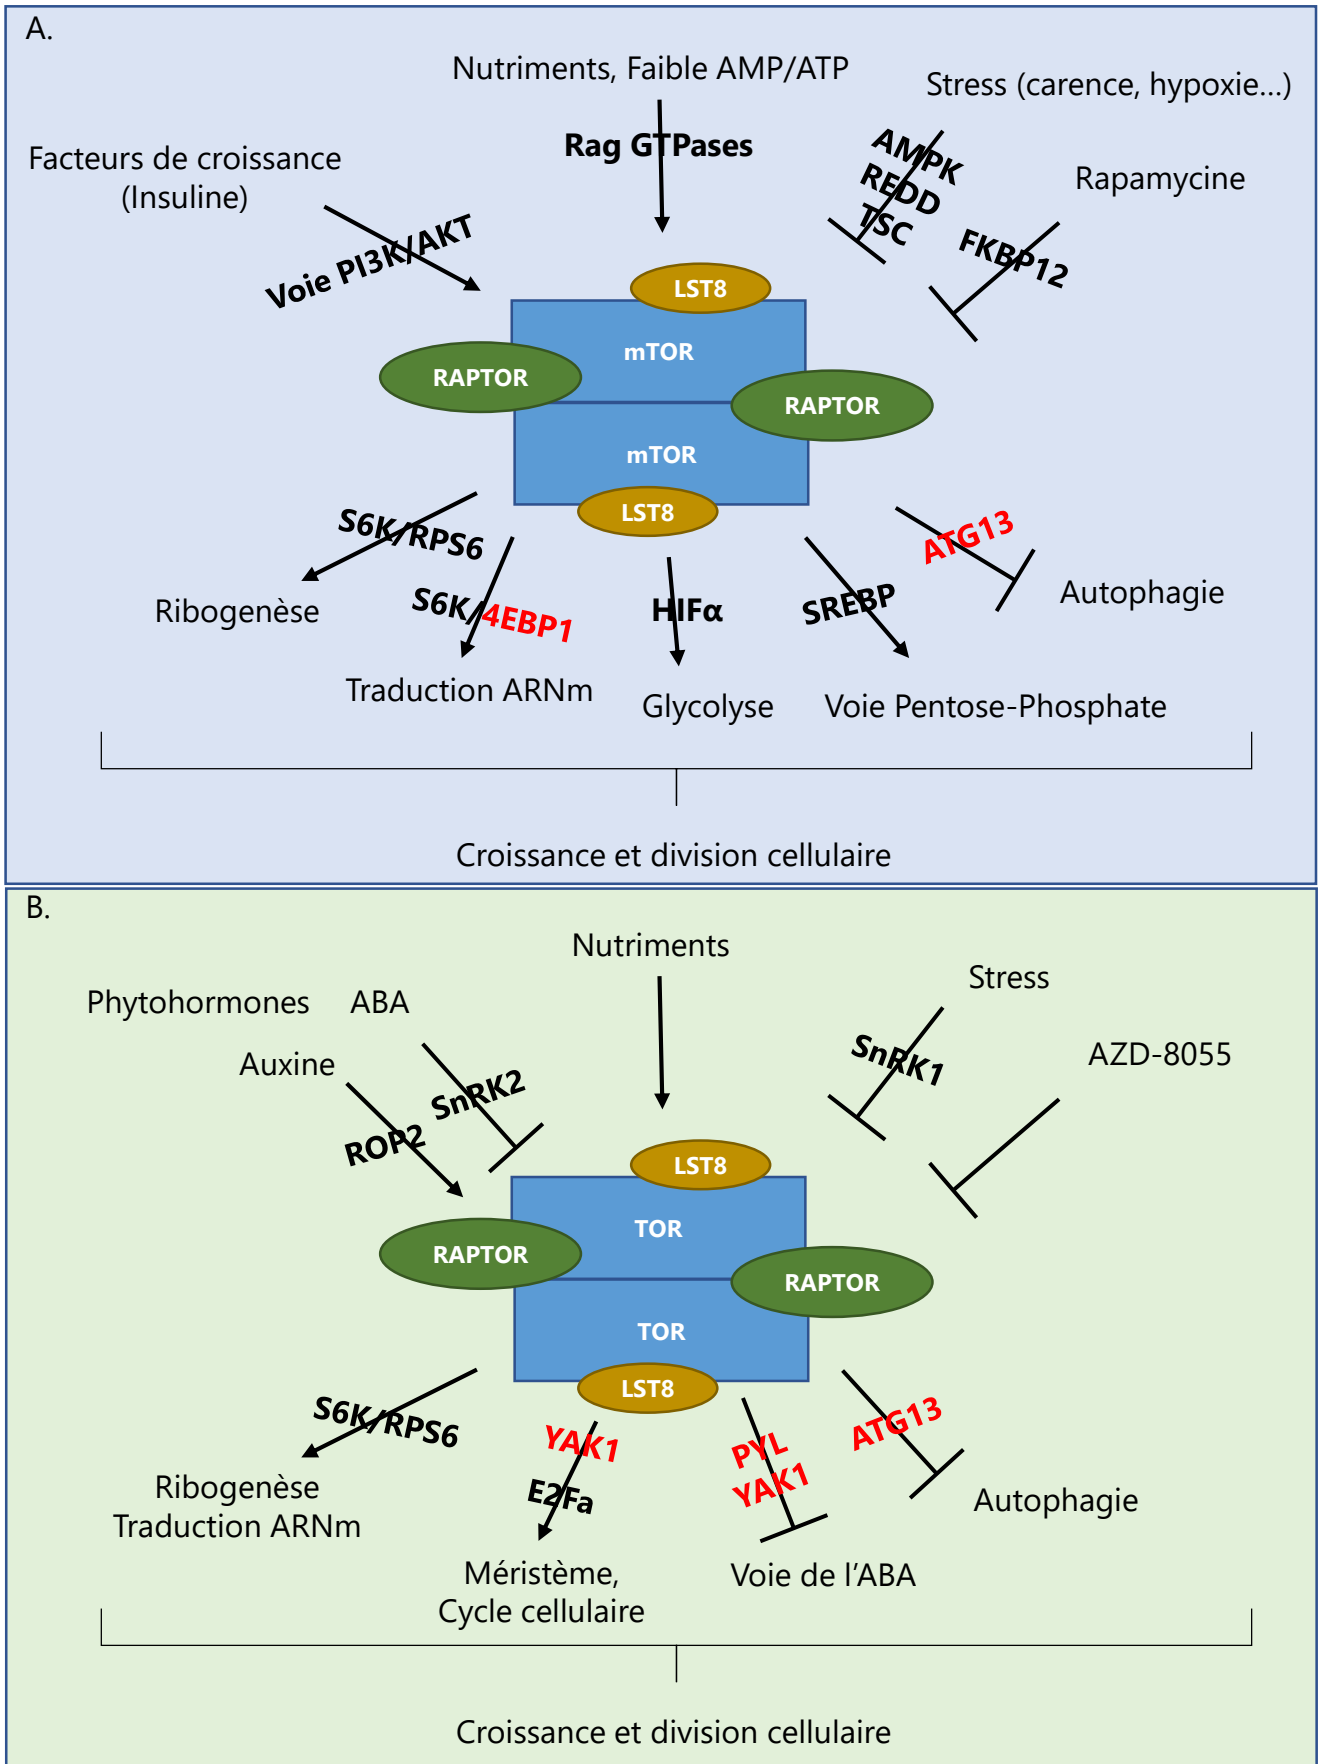 A.
Nutriments, Faible AMP/ATP
Stress (carence, hypoxie...)
Rag GTPases
AMPK
REDD
TSC
Facteurs de croissance
(Insuline)
Rapamycine
Voie PI3K/AKT
FKBP12
LST8
mTOR
RAPTOR
RAPTOR
mTOR
LST8
S6K/RPS6
ATG13
Ribogenèse
S6K/4EBP1
HIFα
SREBP
Autophagie
Traduction ARNm
Glycolyse
Voie Pentose-Phosphate
Croissance et division cellulaire
B.
Nutriments
Stress
Phytohormones
ABA
Auxine
SnRK1
AZD-8055
SnRK2
ROP2
LST8
TOR
RAPTOR
RAPTOR
TOR
LST8
S6K/RPS6
YAK1
E2Fa
PYL
YAK1
ATG13
Ribogenèse
Traduction ARNm
Autophagie
Méristème,
Cycle cellulaire
Voie de l'ABA
Croissance et division cellulaire